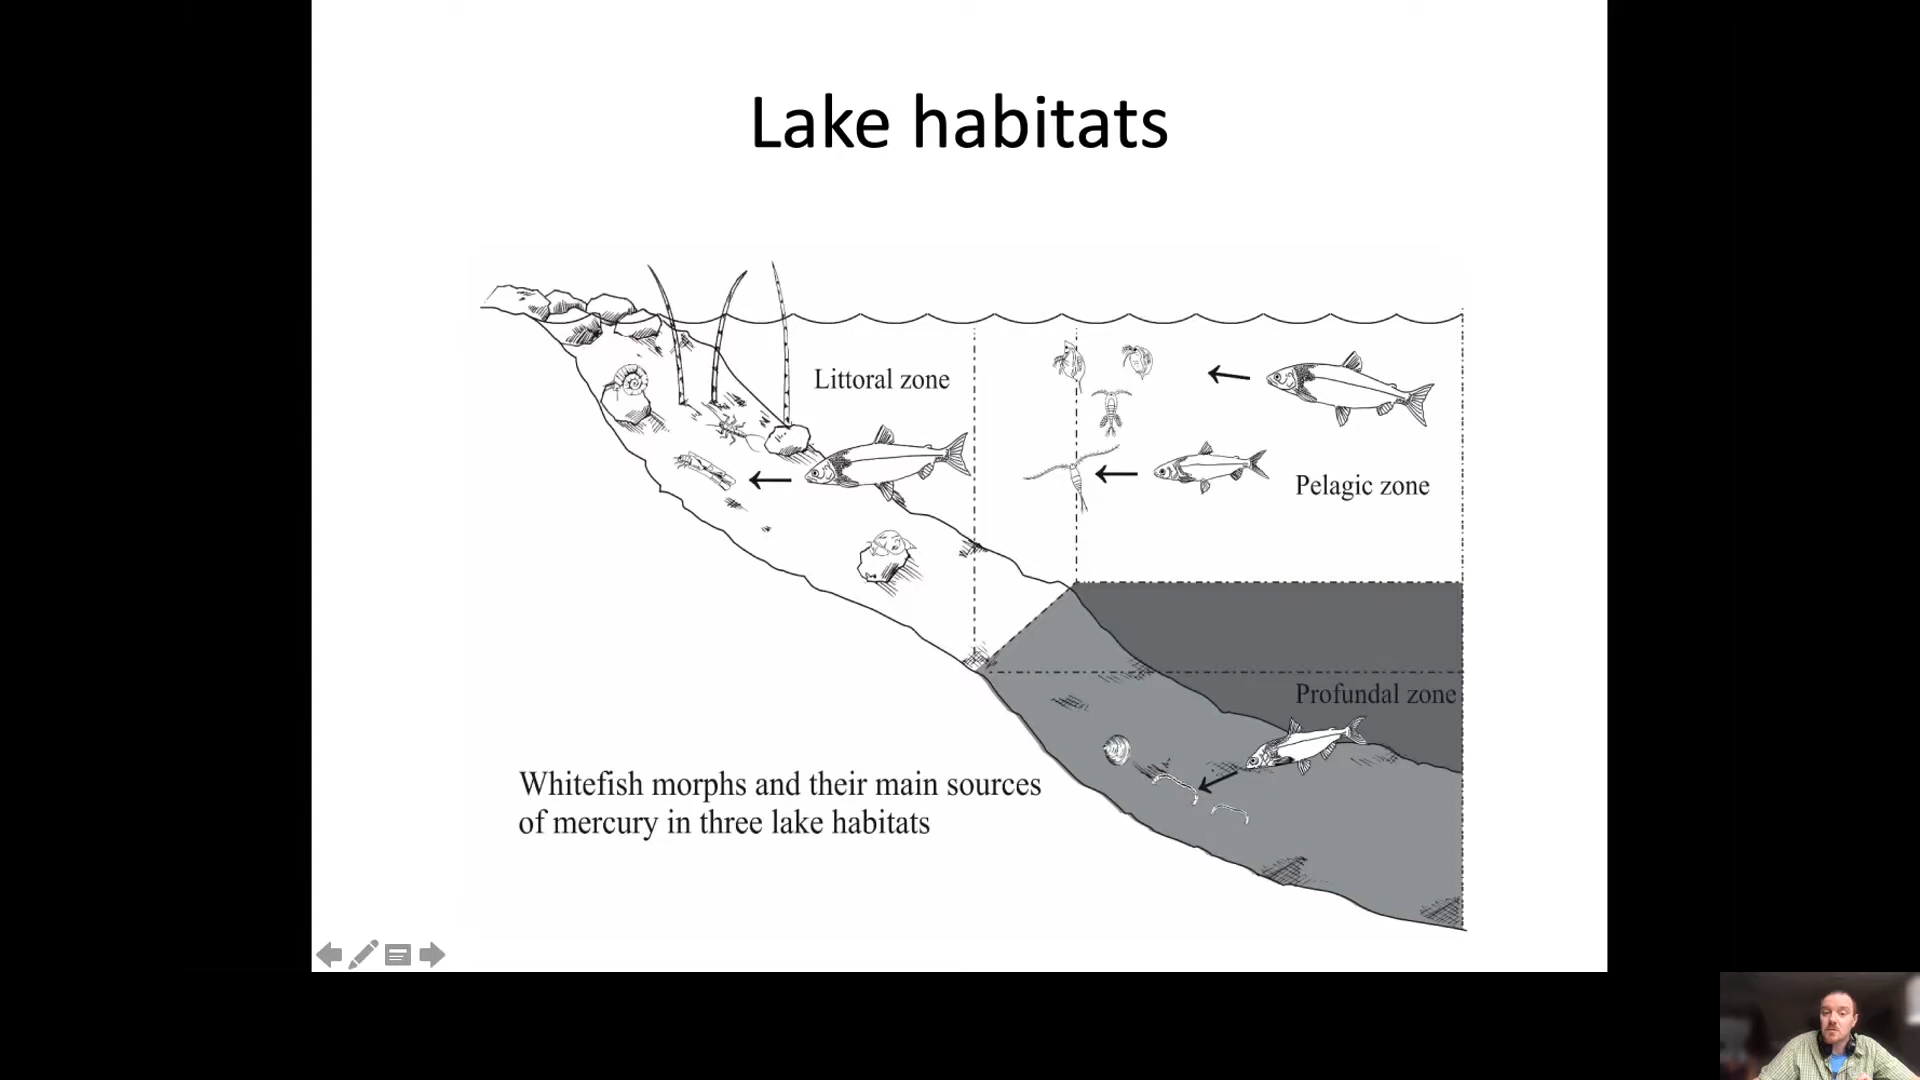 Lake habitats
Littoral zone
Pelagic zone
Profundal zone
Whitefish morphs and their main sources
of mercury in three lake habitats